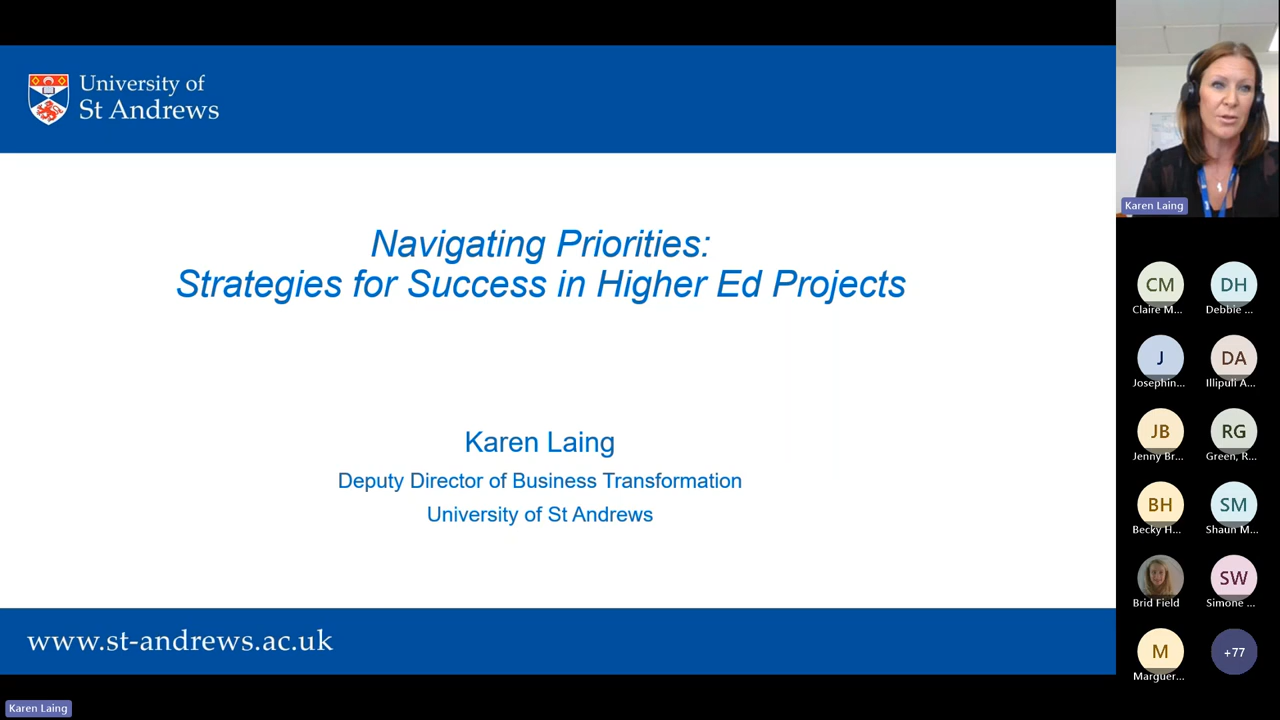 University of
St Andrews
Navigating Priorities:
Strategies for Success in Higher Ed Projects
Karen Laing
Deputy Director of Business Transformation
University of St Andrews
www.st-andrews.ac.uk
Karen Laing
Karen Laing
CM
DH
Claire M...
Debbie ...
J
DA
Josephin...
Illipuli A...
JB
RG
Jenny Br...
Green, R...
BH
SM
Becky H...
Shaun M...
SW
Brid Field
Simone ...
M
+77
Marguer...